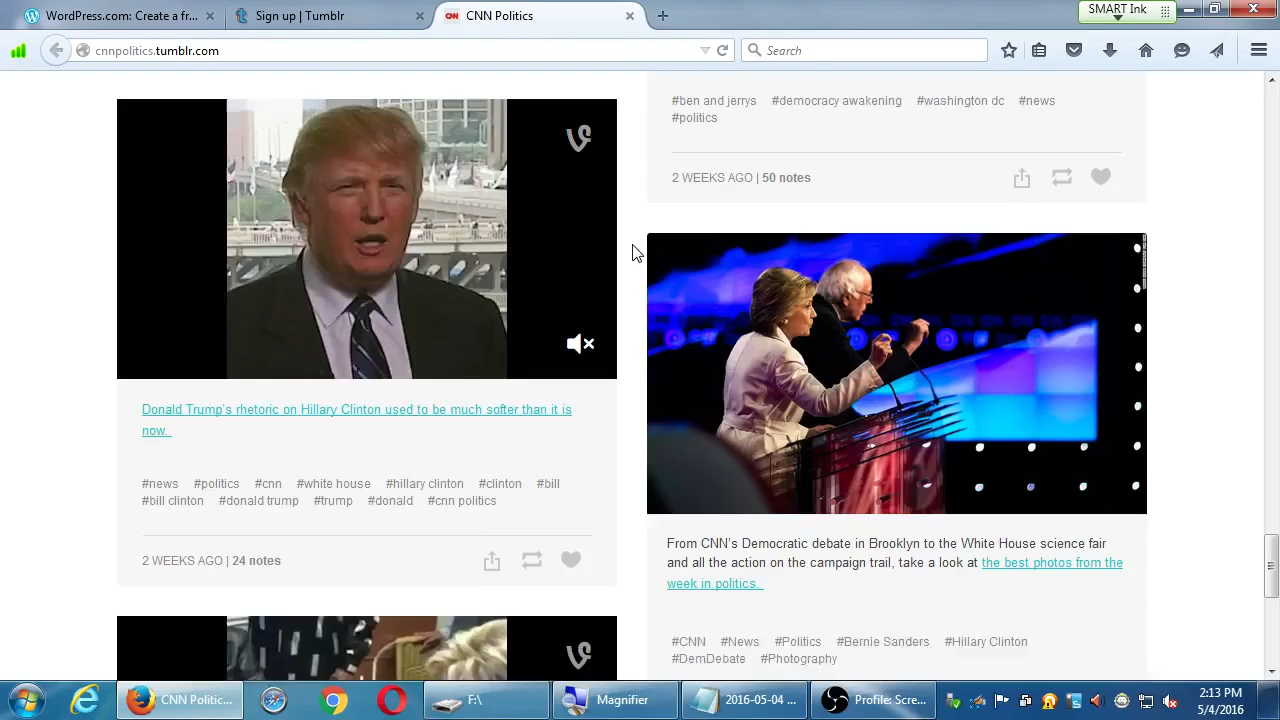 WordPress.com: Create a fr...
Sign up | Tumblr
CNN
CNN Politics
SMART Ink
cnnpolitics.tumblr.com
Search
#ben and jerrys #democracy awakening #washington dc #news
#politics
2 WEEKS AGO | 50 notes
Donald Trump's rhetoric on Hillary Clinton used to be much softer than it is
now.
#news #politics #cnn #white house #hillary clinton #clinton #bill
#bill clinton #donald trump #trump #donald #cnn politics
2 WEEKS AGO | 24 notes
From CNN's Democratic debate in Brooklyn to the White House science fair
and all the action on the campaign trail, take a look at the best photos from the
week in politics.
#CNN #News #Politics #Bernie Sanders #Hillary Clinton
#DemDebate #Photography
CNN Politic...
F:\
Magnifier
2016-05-04 ...
Profile: Scre...
2:13 PM
5/4/2016